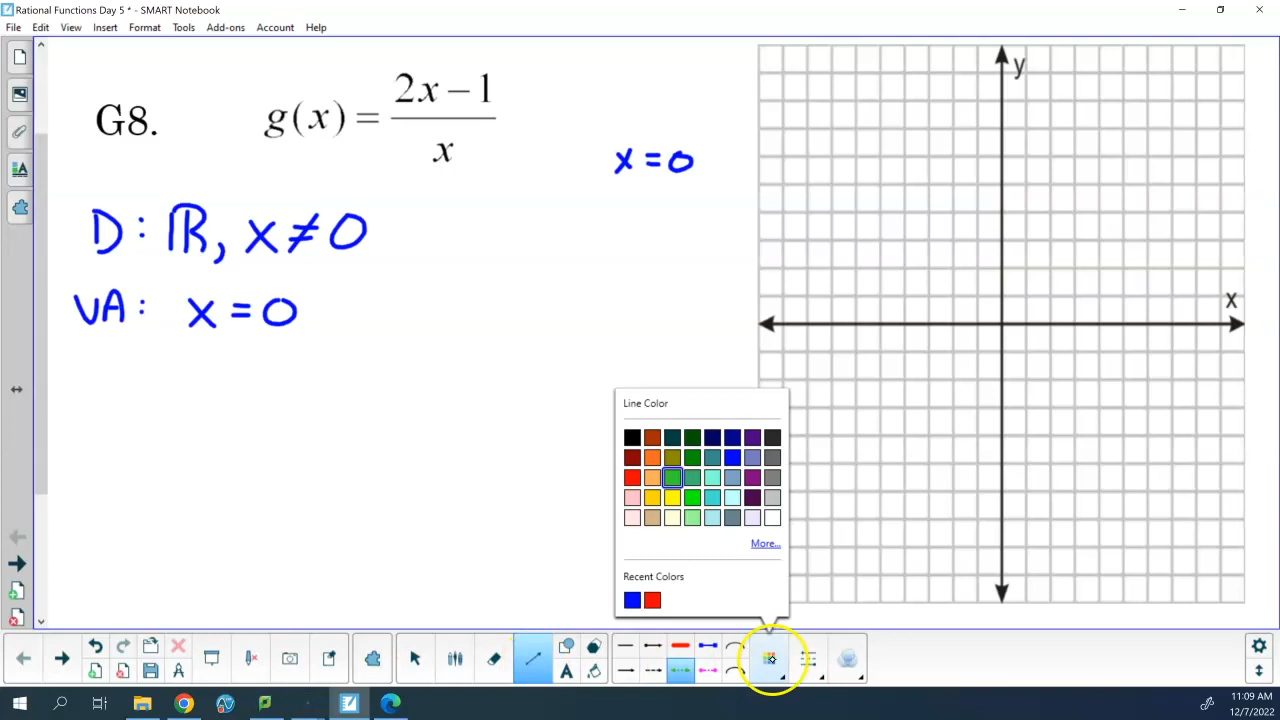 Rational Functions Day 5 * - SMART Notebook
File Edit View Insert Format Tools Add-ons Account Help
G8. g(x) = (2x − 1)/x
x = 0
D: ℝ, x ≠ 0
VA: x = 0
y
x
Line Color
More...
Recent Colors
11:09 AM
12/7/2022